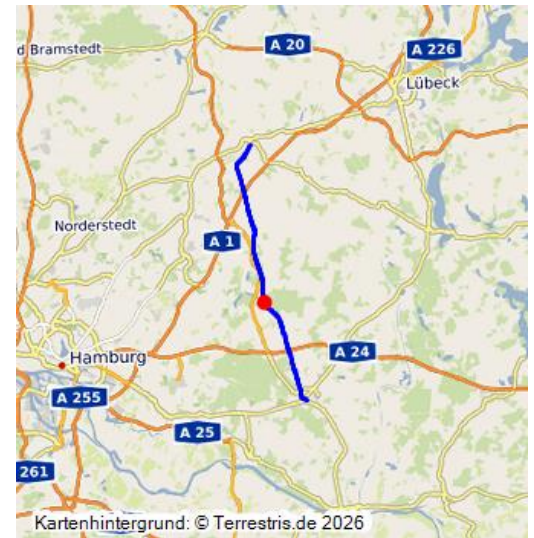 d Bramstedt
A 20
A 226
Lübeck
Norderstedt
A 1
Hamburg
A 24
A 255
A 25
261
Kartenhintergrund: © Terrestris.de 2026